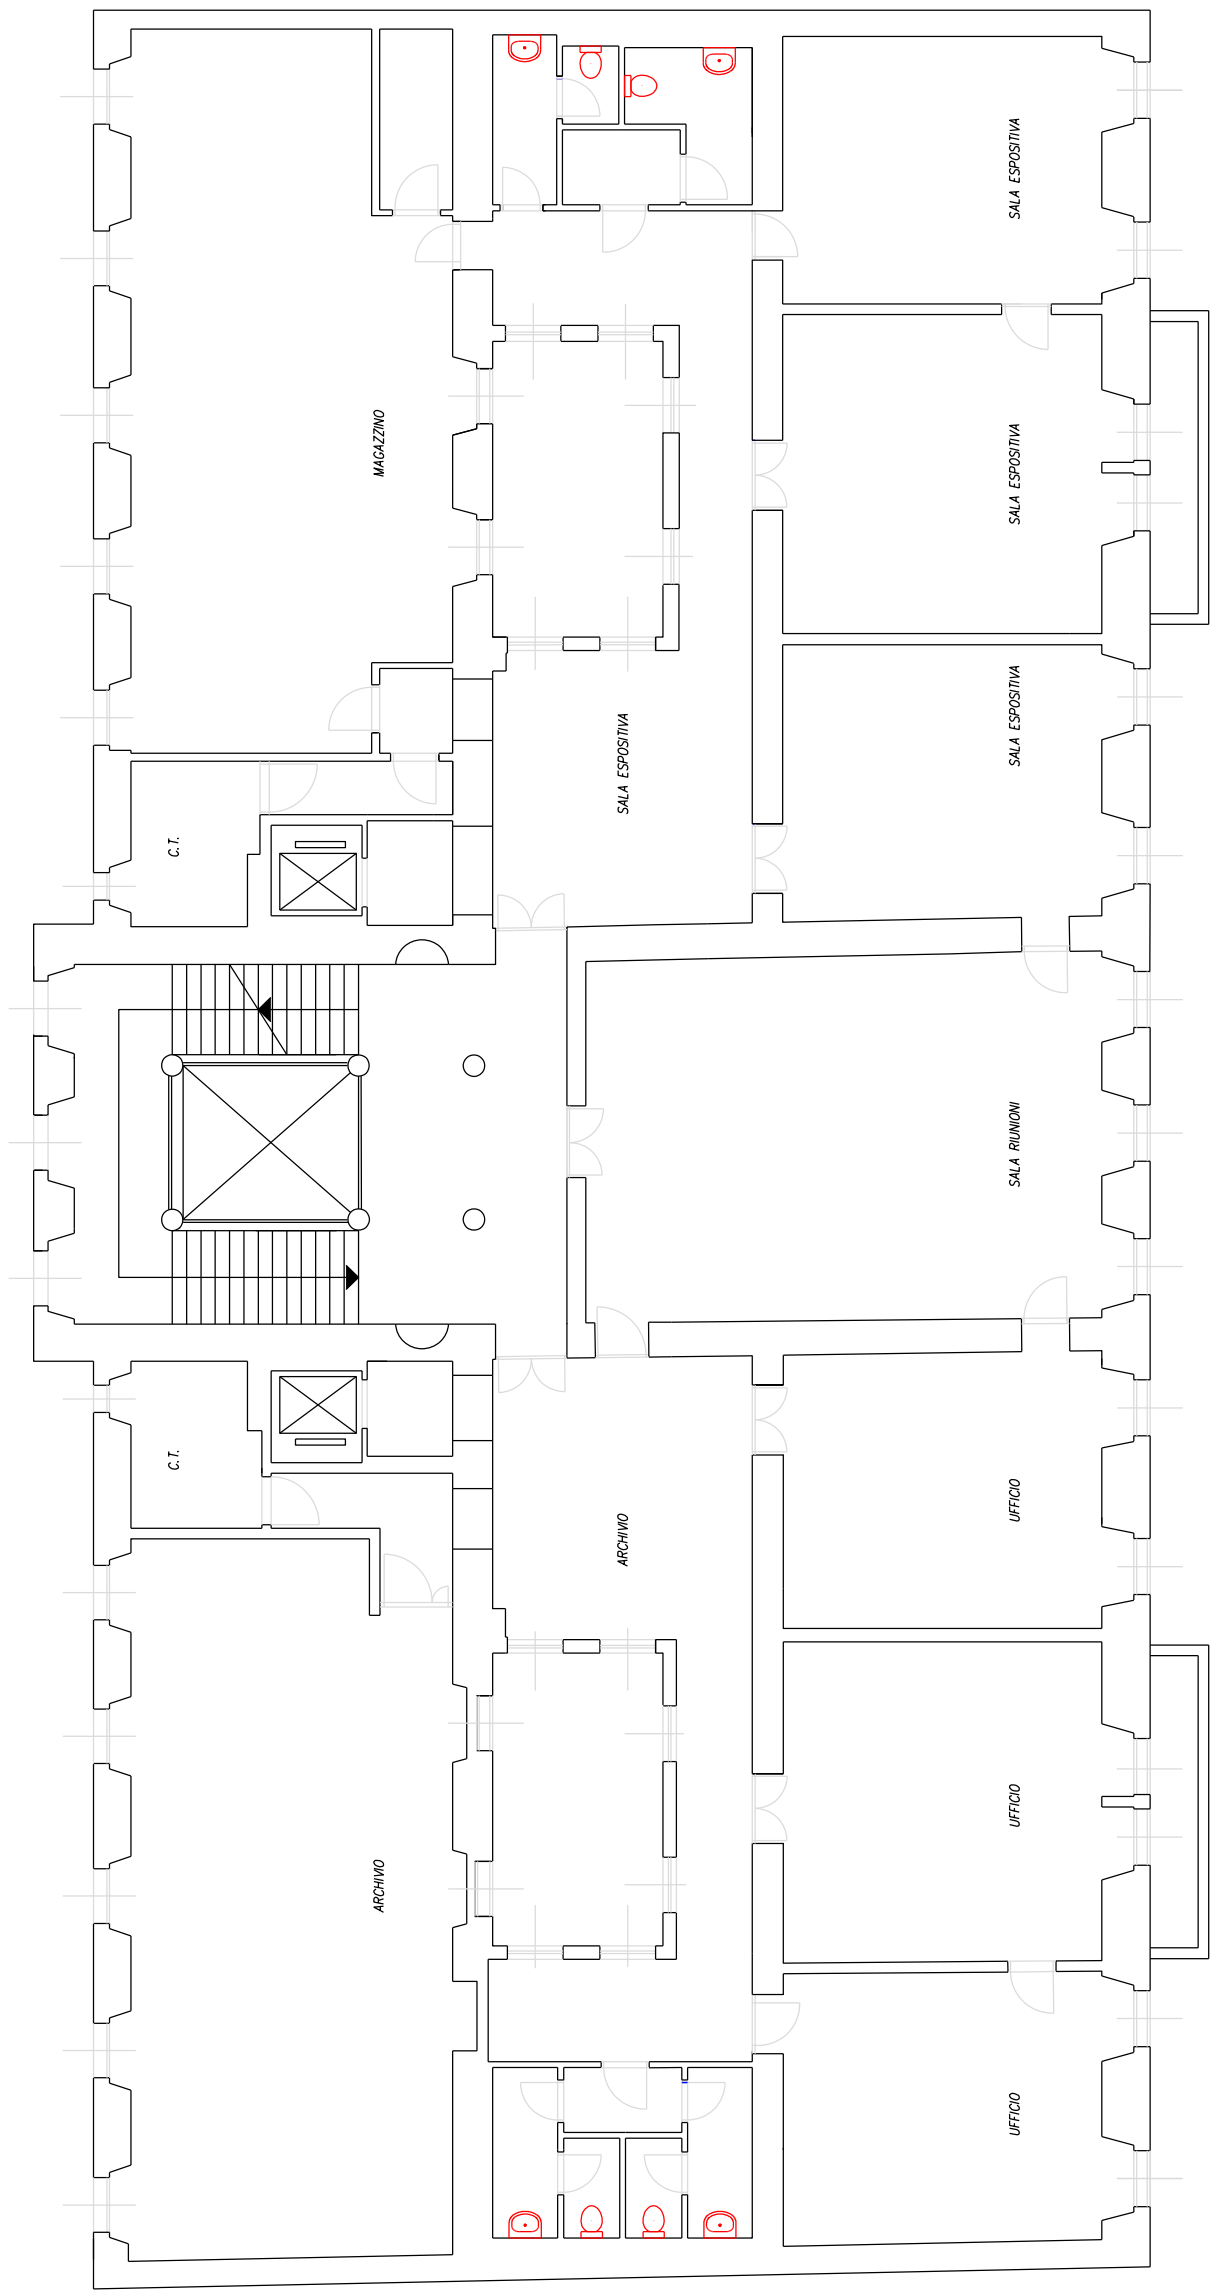 SALA ESPOSITIVA
MAGAZZINO
SALA ESPOSITIVA
SALA ESPOSITIVA
SALA ESPOSITIVA
C.T.
SALA RIUNIONI
C.T.
ARCHIVIO
UFFICIO
UFFICIO
ARCHIVIO
UFFICIO